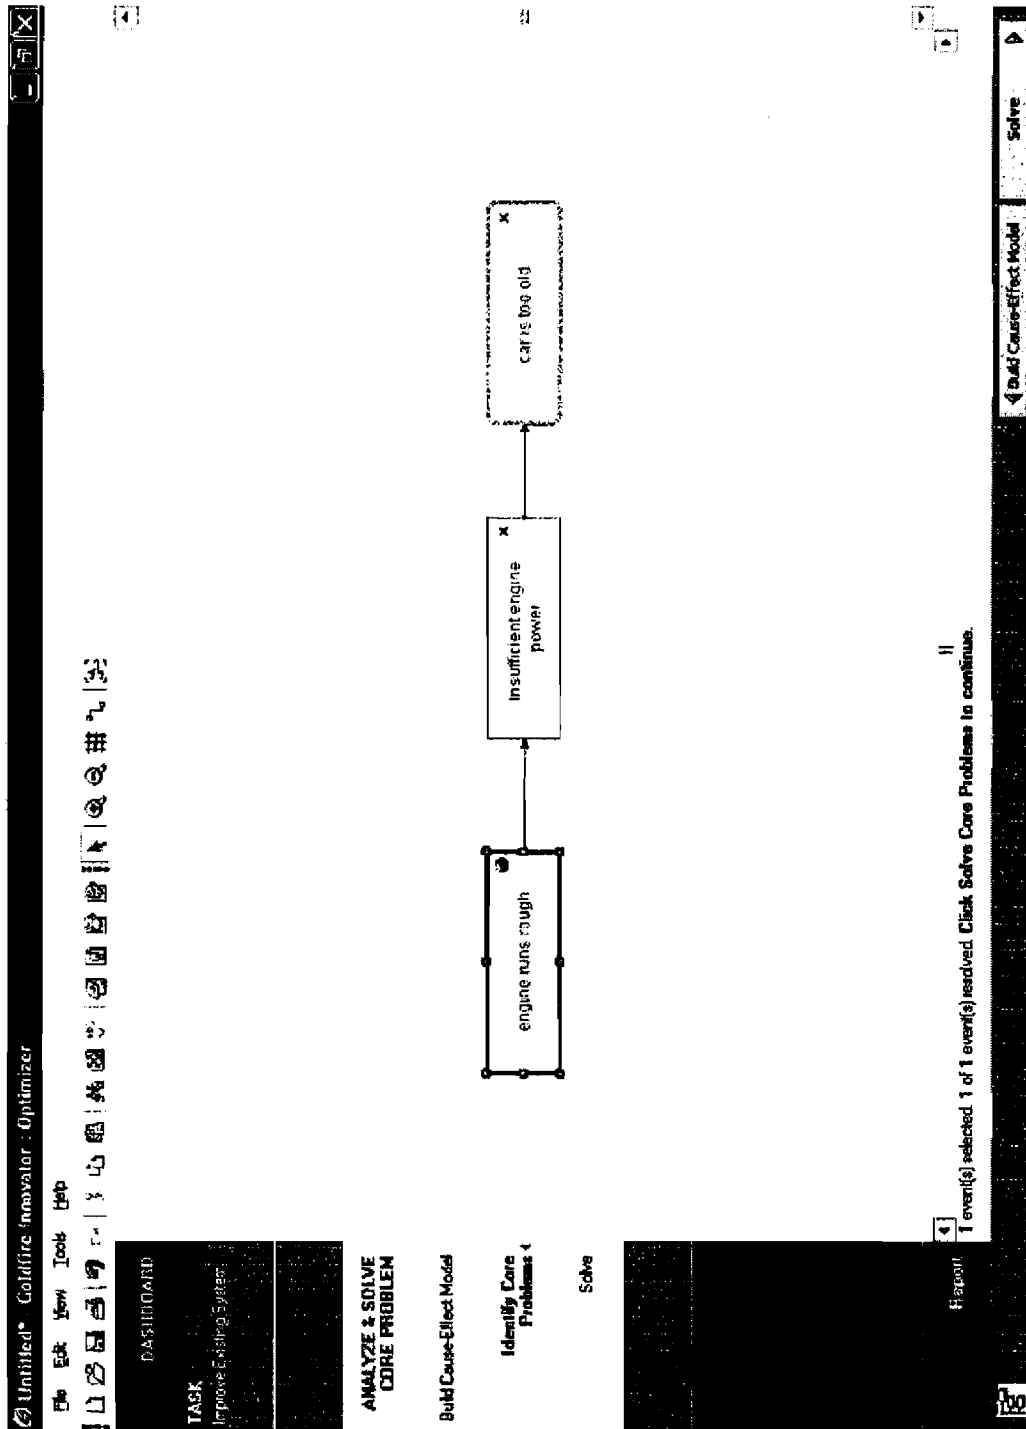 Untitled* - Goldfire Innovator : Optimizer
File Edit View Tools Help
DASHBOARD
TASK
Improve Existing System
ANALYZE & SOLVE
CORE PROBLEM
Build Cause-Effect Model
Identify Core
Problems
Solve
Report
engine runs rough
Insufficient engine
power
car is too old
1 event(s) selected 1 of 1 event(s) resolved Click Solve Core Problems to continue.
Build Cause-Effect Model
Solve